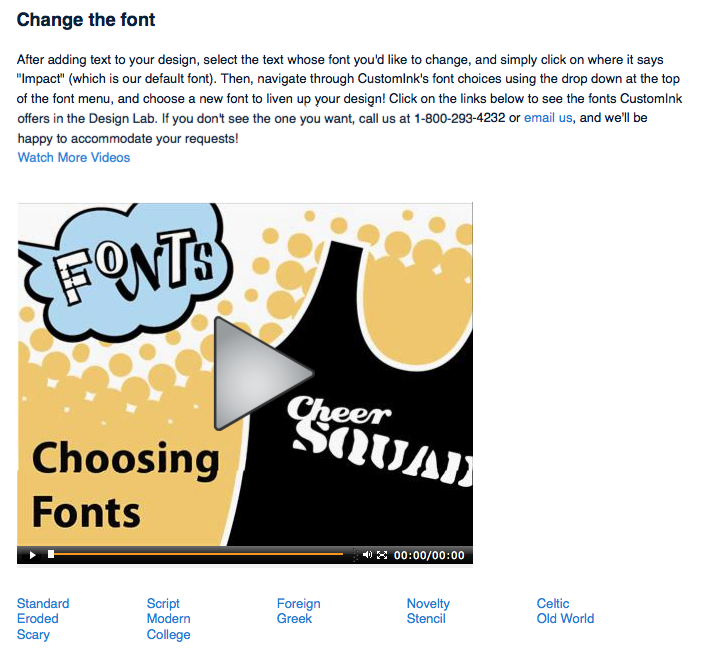 Change the font
After adding text to your design, select the text whose font you'd like to change, and simply click on where it says
"Impact" (which is our default font). Then, navigate through CustomInk's font choices using the drop down at the top
of the font menu, and choose a new font to liven up your design! Click on the links below to see the fonts CustomInk
offers in the Design Lab. If you don't see the one you want, call us at 1-800-293-4232 or email us, and we'll be
happy to accommodate your requests!
Watch More Videos
FONTS
Cheer
SQUAD
Choosing
Fonts
00:00/00:00
Standard Script Foreign Novelty Celtic
Eroded Modern Greek Stencil Old World
Scary College